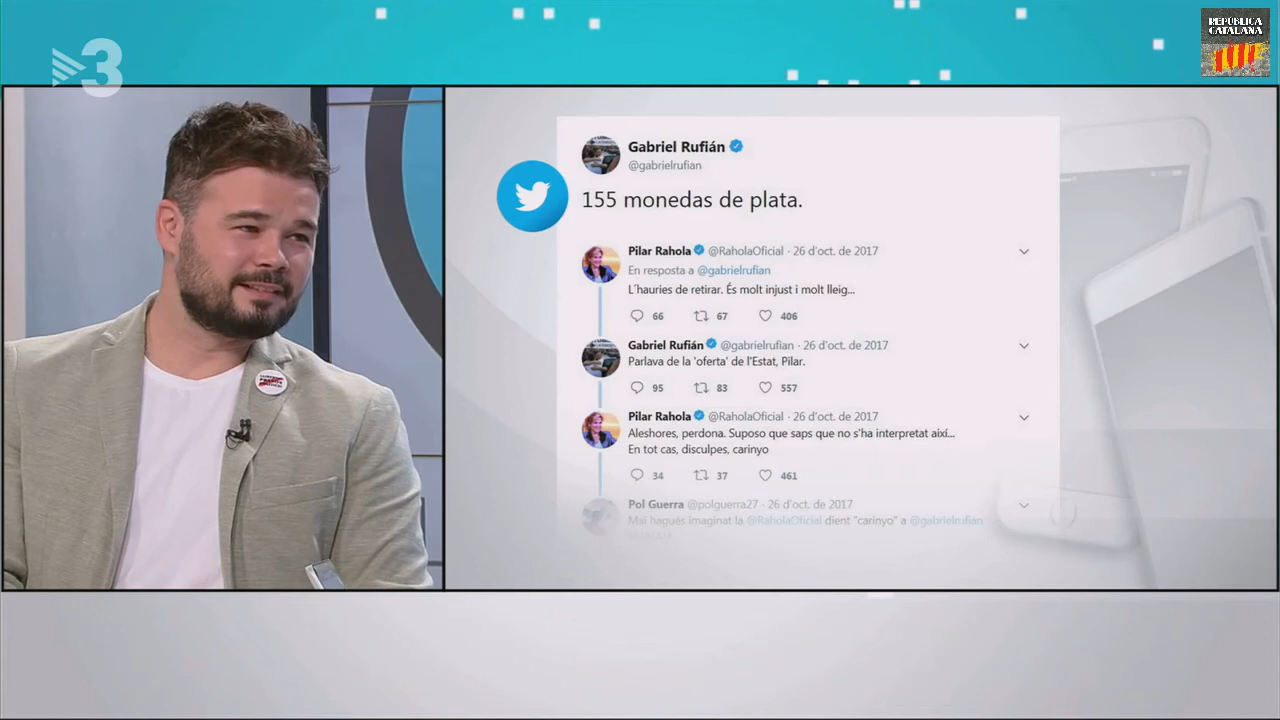 3
REPÚBLICA
CATALANA
Gabriel Rufián
@gabrielrufian
155 monedas de plata.
Pilar Rahola @RaholaOficial · 26 d'oct. de 2017
En resposta a @gabrielrufian
L´hauries de retirar. És molt injust i molt lleig...
66 67 406
Gabriel Rufián @gabrielrufian · 26 d'oct. de 2017
Parlava de la 'oferta' de l'Estat, Pilar.
95 83 557
Pilar Rahola @RaholaOficial · 26 d'oct. de 2017
Aleshores, perdona. Suposo que saps que no s'ha interpretat així...
En tot cas, disculpes, carinyo
34 37 461
Pol Guerra @polguerra27 · 26 d'oct. de 2017
Mai hagués imaginat la @RaholaOficial dient "carinyo" a @gabrielrufian